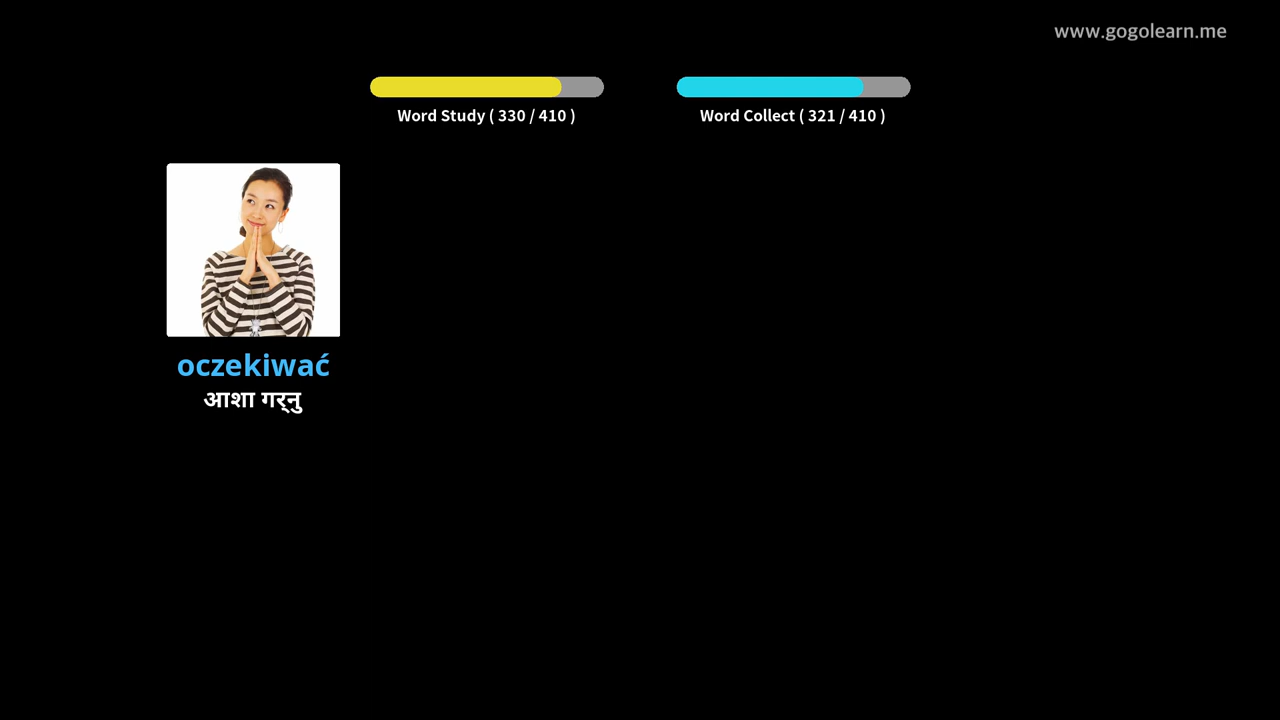 www.gogolearn.me
Word Study ( 330 / 410 )
Word Collect ( 321 / 410 )
oczekiwać
आशा गर्‍नु